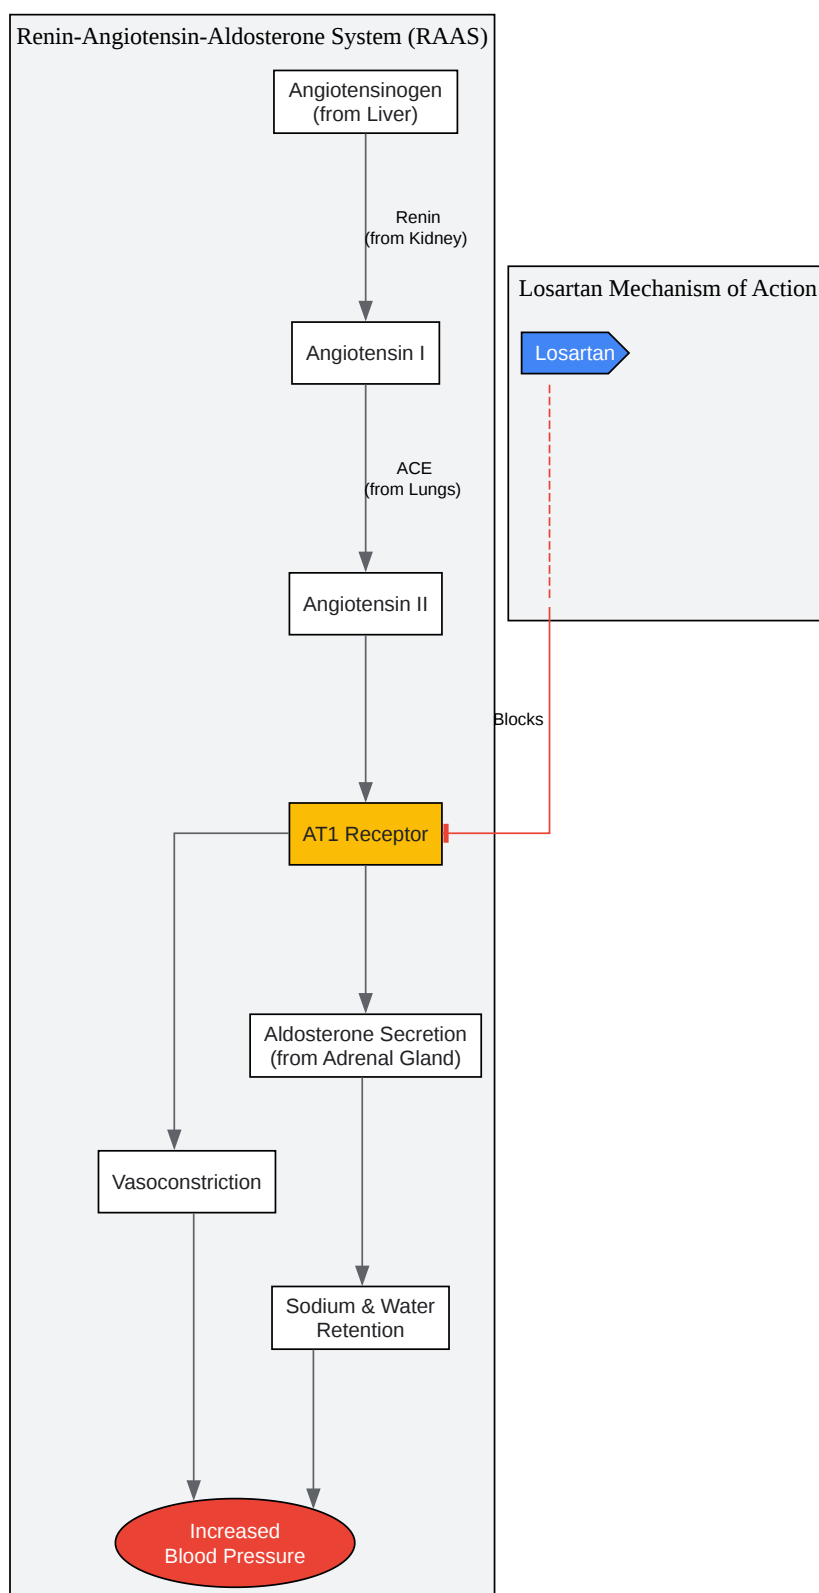 Renin-Angiotensin-Aldosterone System (RAAS)
Angiotensinogen
(from Liver)
Renin
(from Kidney)
Losartan Mechanism of Action
Angiotensin I
Losartan
ACE
(from Lungs)
Angiotensin II
Blocks
AT1 Receptor
Aldosterone Secretion
(from Adrenal Gland)
Vasoconstriction
Sodium & Water
Retention
Increased
Blood Pressure